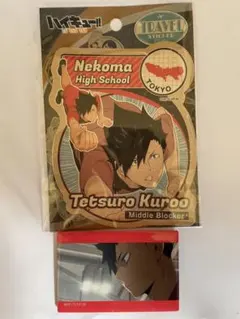 ハイキュー!!
TRAVEL
STICKER
Nekoma
High School
TOKYO
Tetsuro Kuroo
Middle Blocker